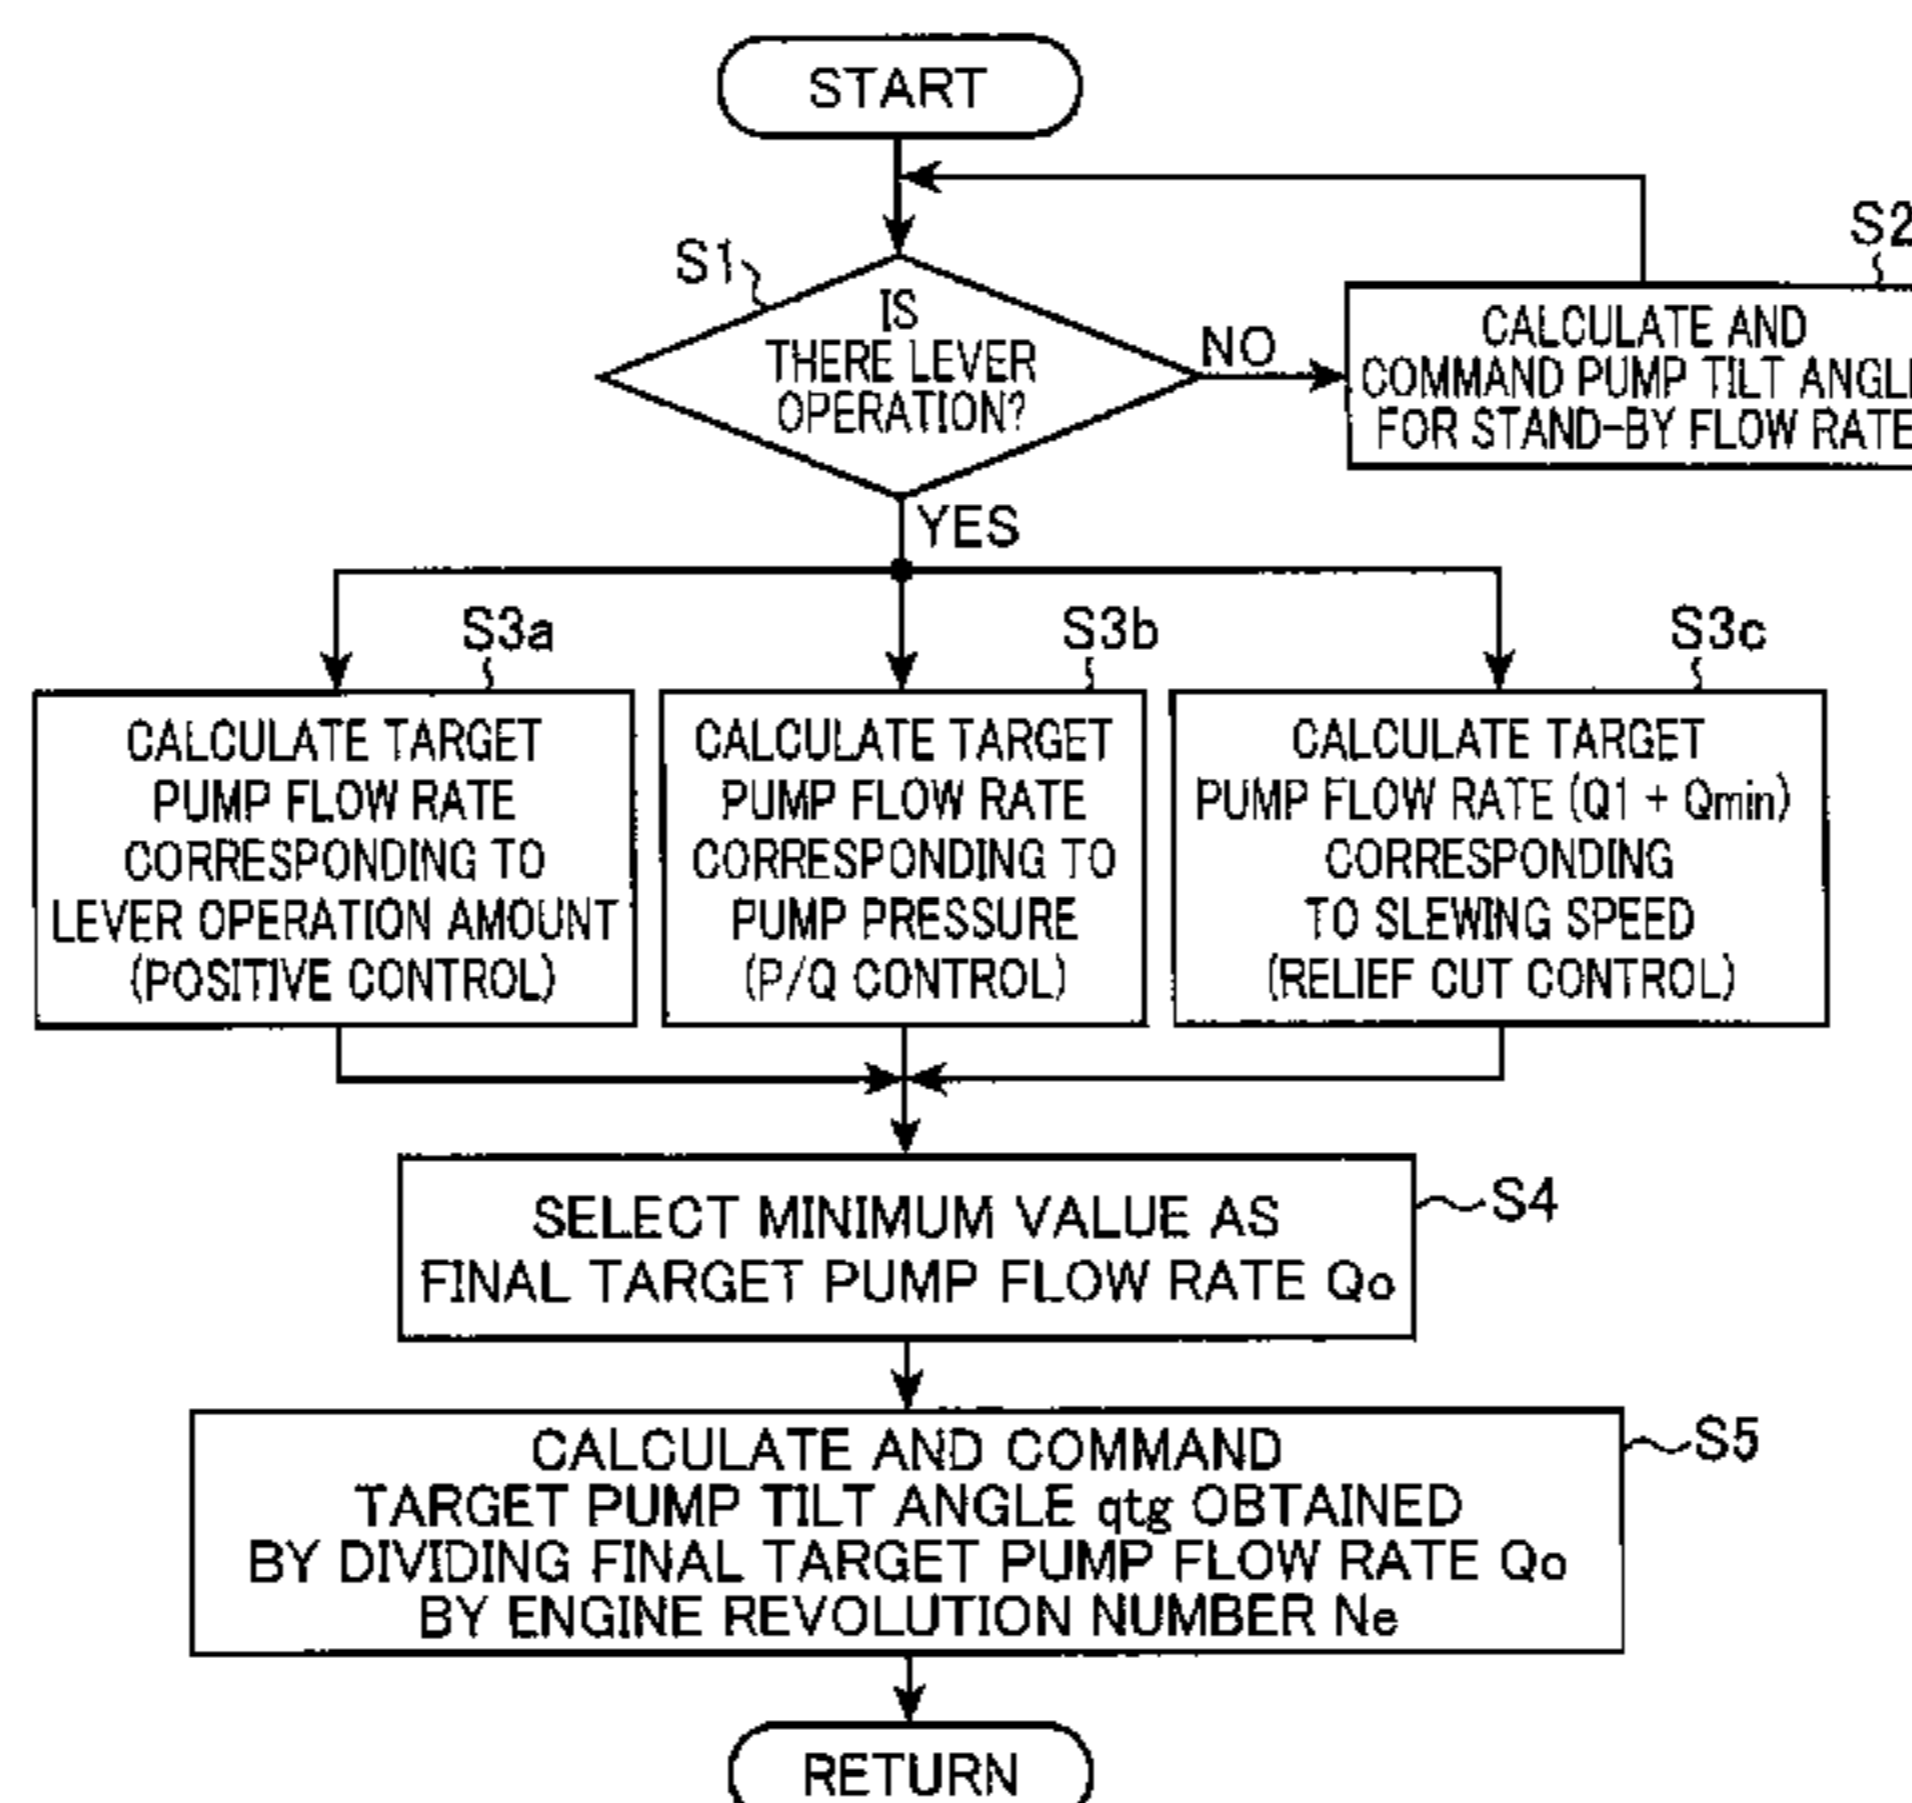 START
S1
S2
IS
THERE LEVER
OPERATION?
NO
CALCULATE AND
COMMAND PUMP TILT ANGLE
FOR STAND-BY FLOW RATE
YES
S3a
S3b
S3c
CALCULATE TARGET
PUMP FLOW RATE
CORRESPONDING TO
LEVER OPERATION AMOUNT
(POSITIVE CONTROL)
CALCULATE TARGET
PUMP FLOW RATE
CORRESPONDING TO
PUMP PRESSURE
(P/Q CONTROL)
CALCULATE TARGET
PUMP FLOW RATE (Q1 + Qmin)
CORRESPONDING
TO SLEWING SPEED
(RELIEF CUT CONTROL)
SELECT MINIMUM VALUE AS
FINAL TARGET PUMP FLOW RATE Qo
S4
CALCULATE AND COMMAND
TARGET PUMP TILT ANGLE qtg OBTAINED
BY DIVIDING FINAL TARGET PUMP FLOW RATE Qo
BY ENGINE REVOLUTION NUMBER Ne
S5
RETURN